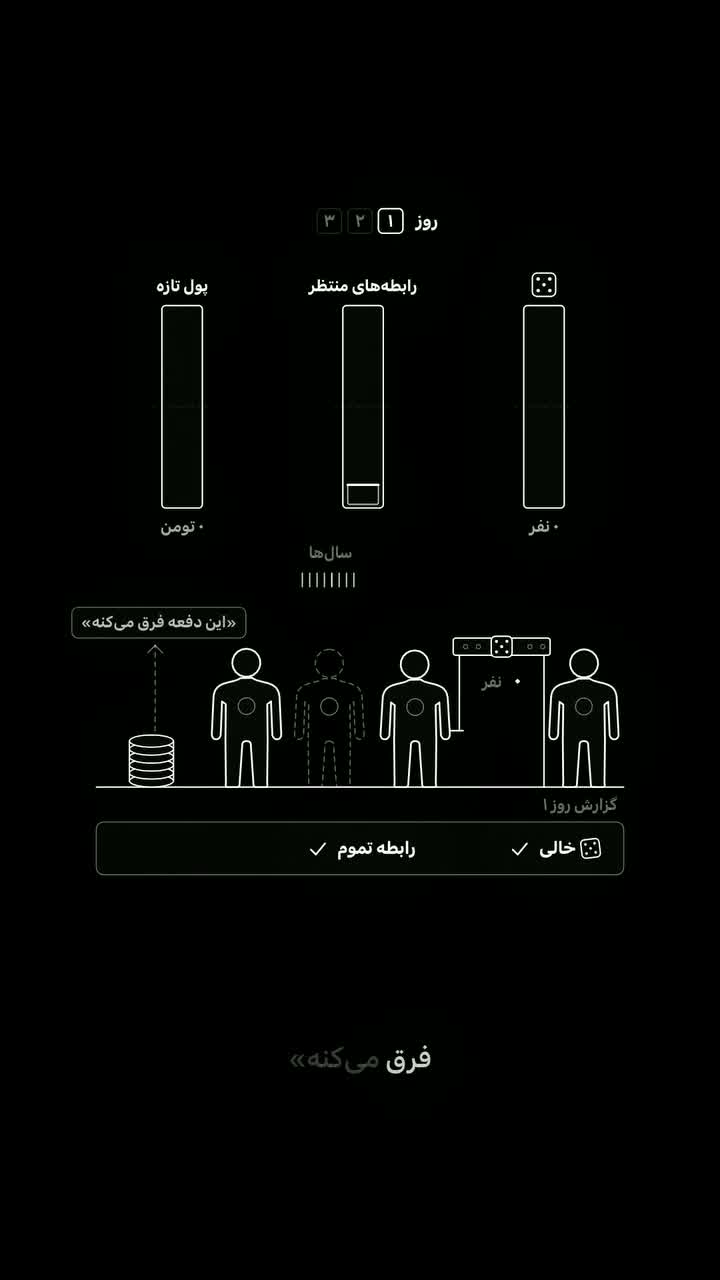 روز ۱ ۲ ۳
رابطه‌های منتظر
پول تازه
۰ نفر
۰ تومن
سال‌ها
«این دفعه فرق می‌کنه»
۰ نفر
گزارش روز ۱
خالی
رابطه تموم
فرق می‌کنه»